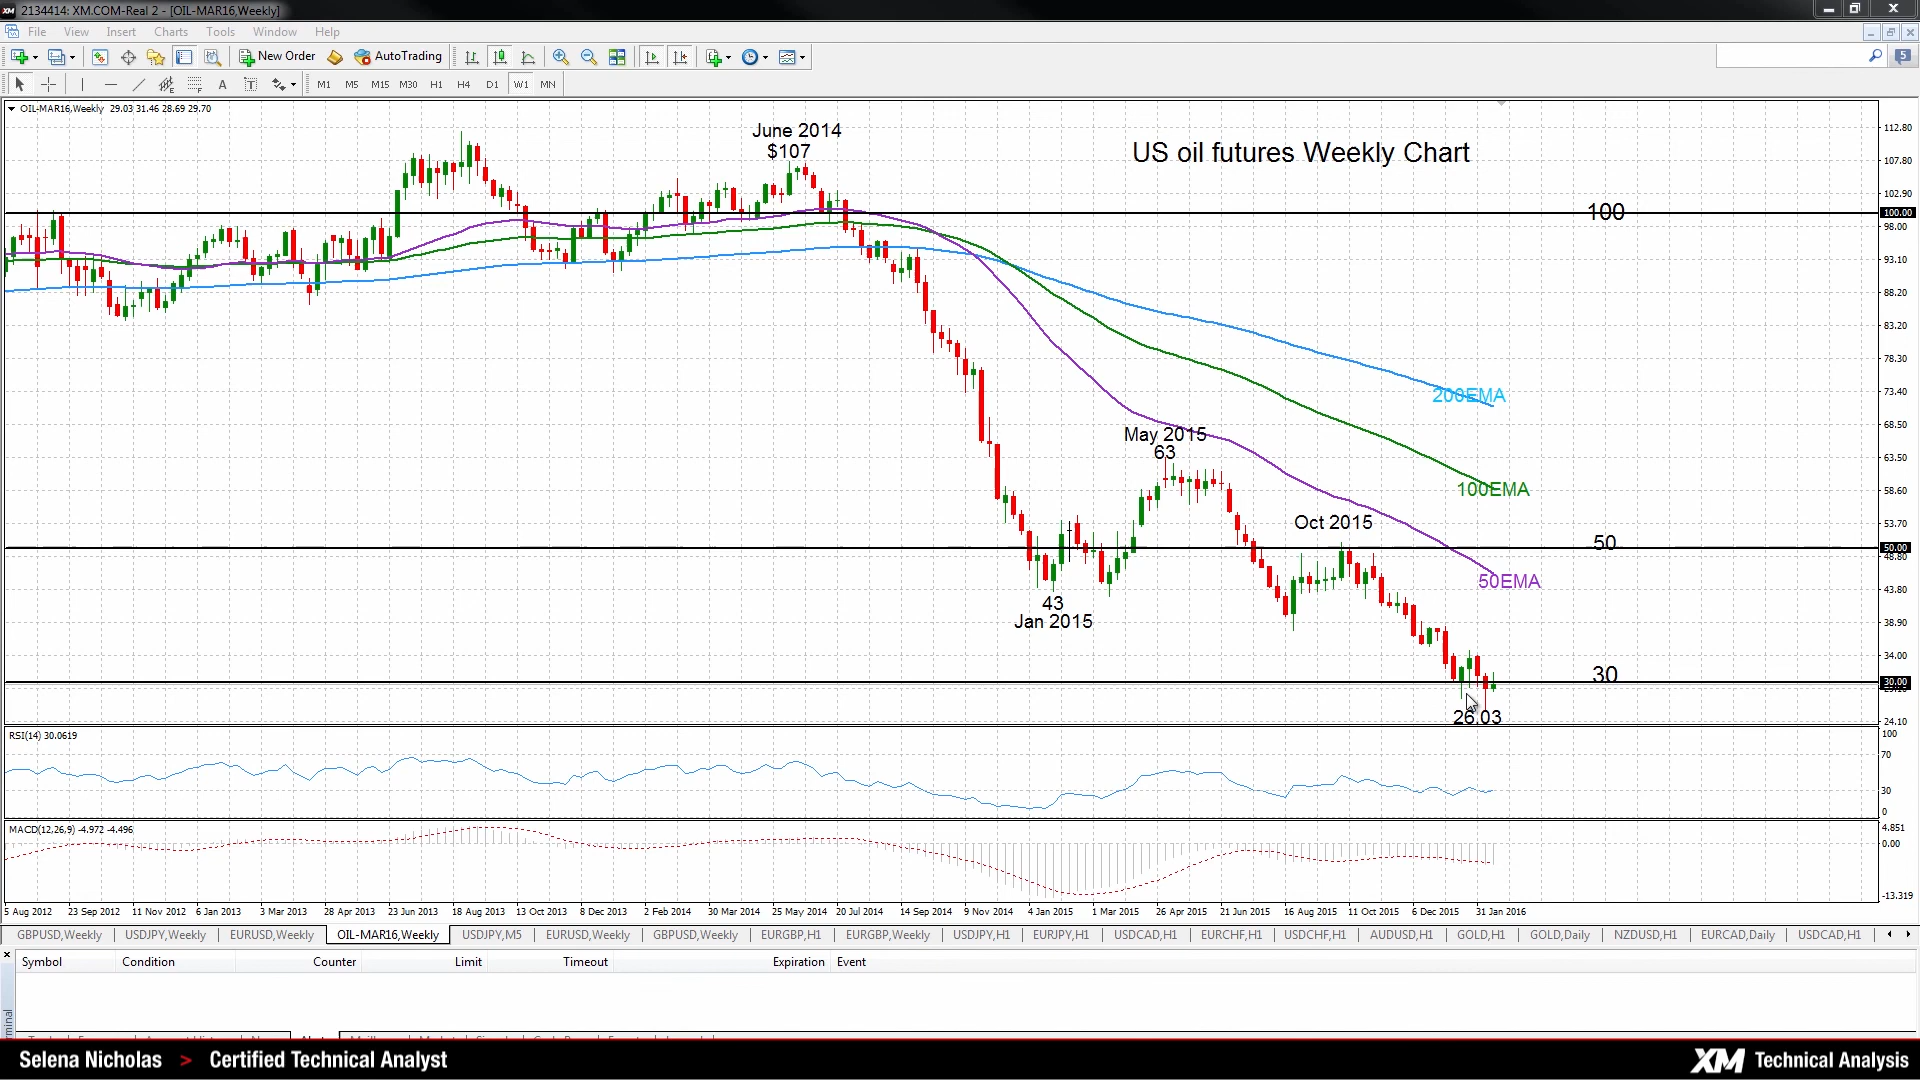 2134414: XM.COM-Real 2 - [OIL-MAR16,Weekly]
File View Insert Charts Tools Window Help
New Order AutoTrading
5
A T M1 M5 M15 M30 H1 H4 D1 W1 MN
OIL-MAR16,Weekly 29.03 31.46 28.69 29.70
June 2014
$107
US oil futures Weekly Chart
100
200EMA
May 2015
63
100EMA
Oct 2015
50
50EMA
43
Jan 2015
30
26.03
112.80
107.80
102.90
100.00
98.00
93.10
88.20
83.20
78.30
73.40
68.50
63.50
58.60
53.70
50.00
48.80
43.80
38.90
34.00
30.00
24.10
RSI(14) 30.0619
100
70
30
0
MACD(12,26,9) -4.972 -4.496
4.851
0.00
-13.319
5 Aug 2012 23 Sep 2012 11 Nov 2012 6 Jan 2013 3 Mar 2013 28 Apr 2013 23 Jun 2013 18 Aug 2013 13 Oct 2013 8 Dec 2013 2 Feb 2014 30 Mar 2014 25 May 2014 20 Jul 2014 14 Sep 2014 9 Nov 2014 4 Jan 2015 1 Mar 2015 26 Apr 2015 21 Jun 2015 16 Aug 2015 11 Oct 2015 6 Dec 2015 31 Jan 2016
GBPUSD,Weekly USDJPY,Weekly EURUSD,Weekly OIL-MAR16,Weekly USDJPY,M5 EURUSD,Weekly GBPUSD,Weekly EURGBP,H1 EURGBP,Weekly USDJPY,H1 EURJPY,H1 USDCAD,H1 EURCHF,H1 USDCHF,H1 AUDUSD,H1 GOLD,H1 GOLD,Daily NZDUSD,H1 EURCAD,Daily USDCAD,H1
Symbol Condition Counter Limit Timeout Expiration Event
Selena Nicholas > Certified Technical Analyst
XM Technical Analysis